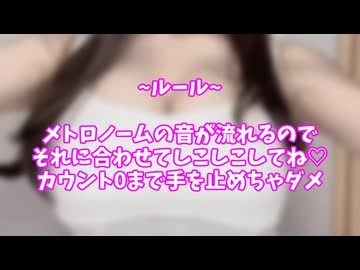 ~ルール~
メトロノームの音が流れるので
それに合わせてしこしこしてね♡
カウント0まで手を止めちゃダメ